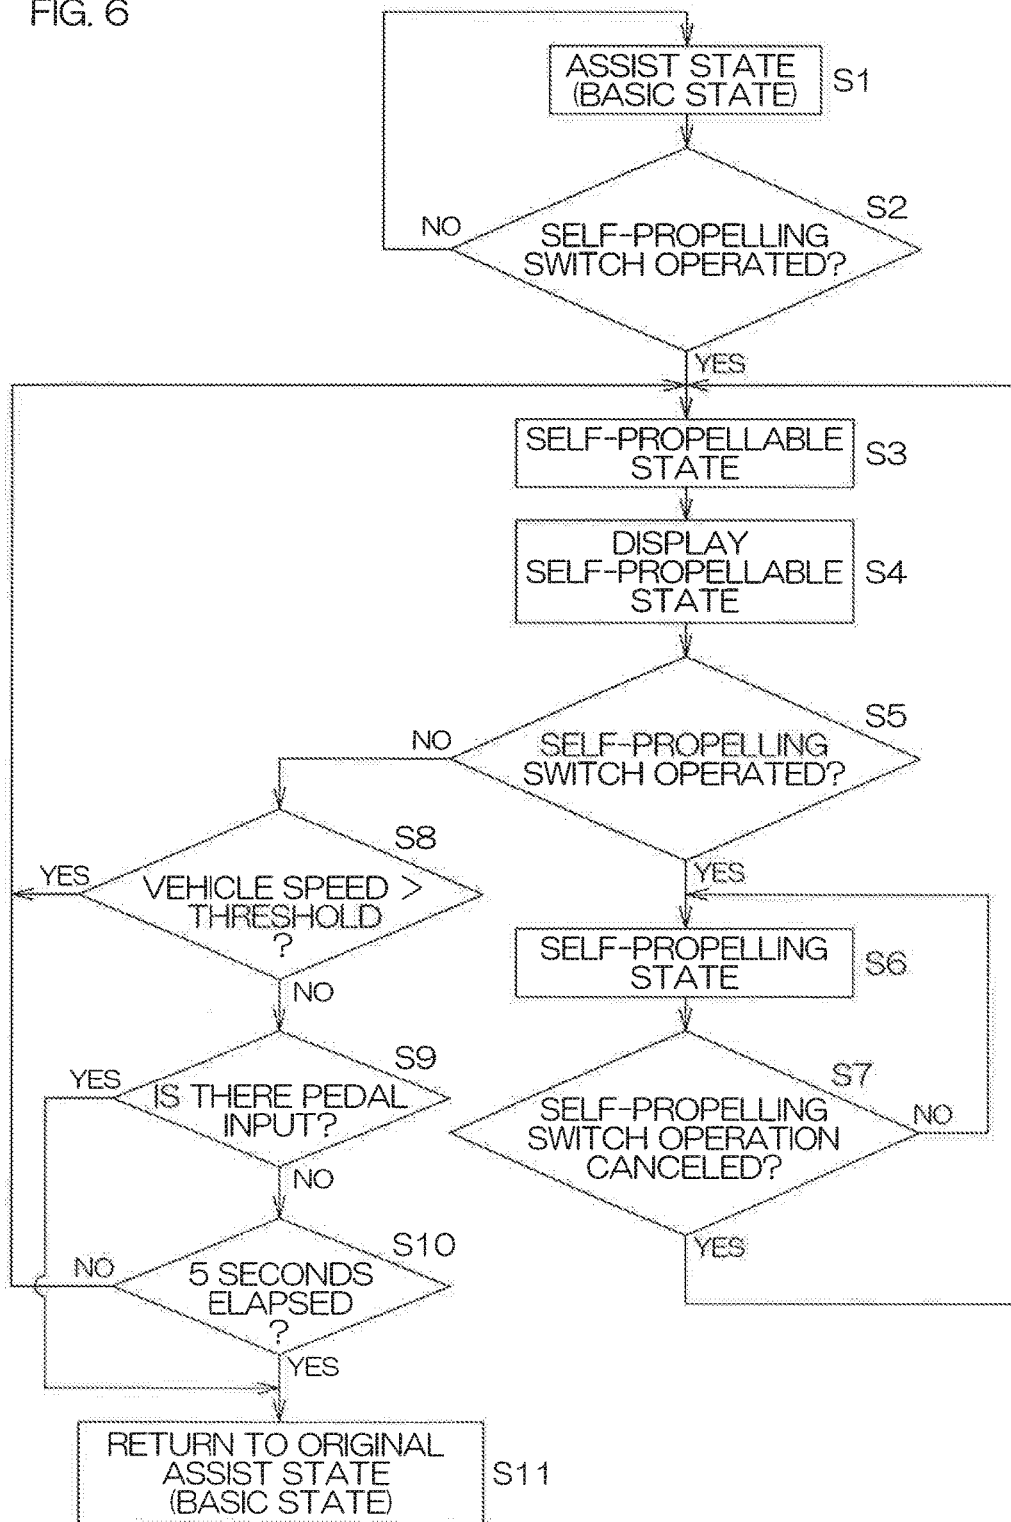 FIG. 6
ASSIST STATE
(BASIC STATE)
S1
S2
NO
SELF-PROPELLING
SWITCH OPERATED?
YES
SELF-PROPELLABLE
STATE
S3
DISPLAY
SELF-PROPELLABLE
STATE
S4
S5
NO
SELF-PROPELLING
SWITCH OPERATED?
YES
S8
YES
VEHICLE SPEED >
THRESHOLD
?
NO
SELF-PROPELLING
STATE
S6
S9
YES
IS THERE PEDAL
INPUT?
NO
S7
SELF-PROPELLING
SWITCH OPERATION
CANCELED?
NO
YES
S10
NO
5 SECONDS
ELAPSED
?
YES
RETURN TO ORIGINAL
ASSIST STATE
(BASIC STATE)
S11